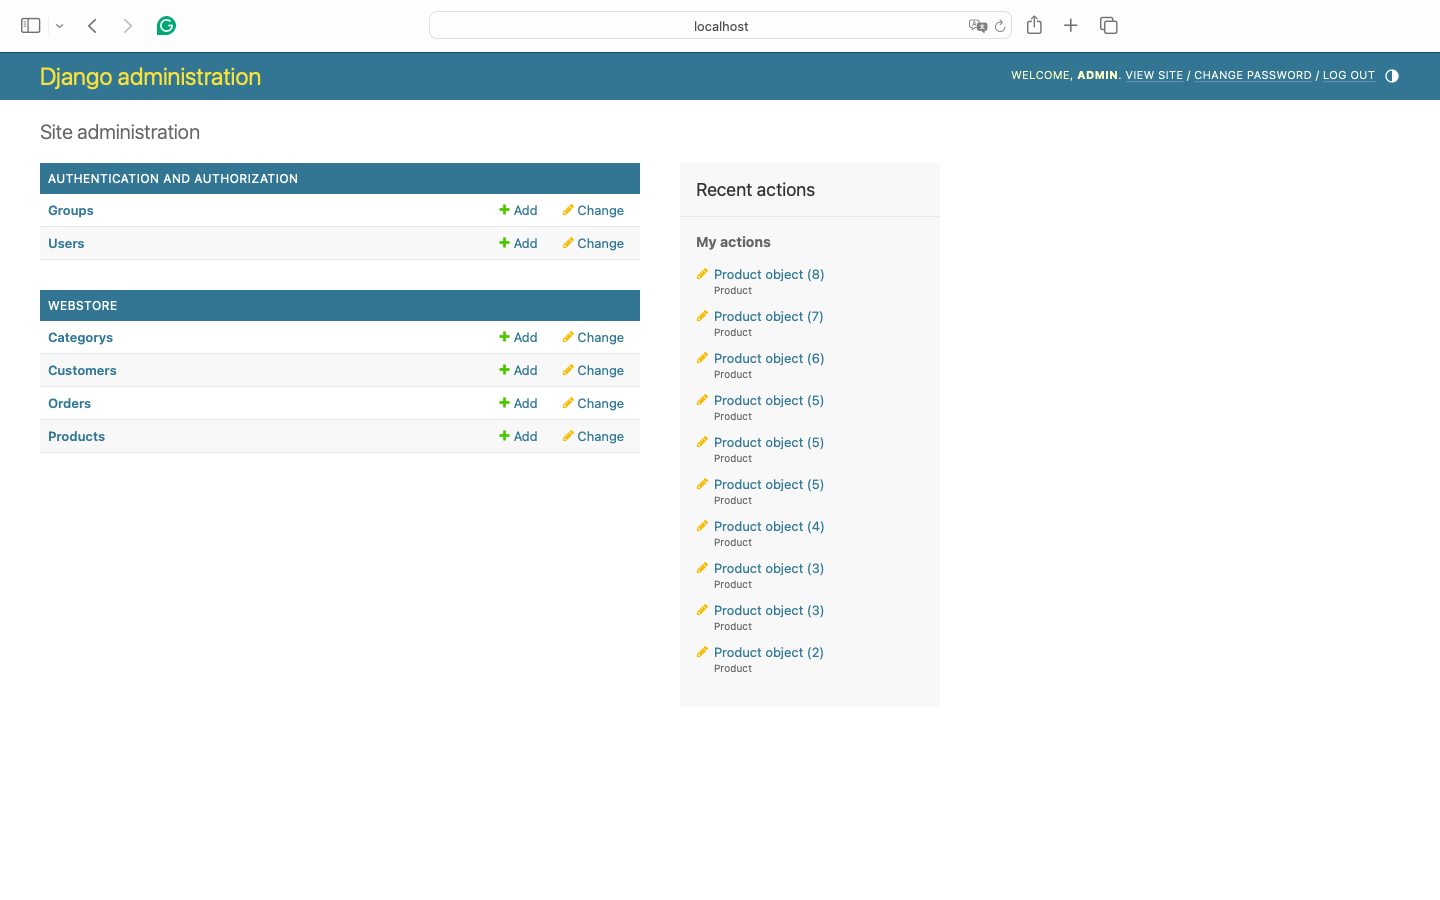 localhost
Django administration
WELCOME, ADMIN. VIEW SITE / CHANGE PASSWORD / LOG OUT
Site administration
AUTHENTICATION AND AUTHORIZATION
Groups Add Change
Users Add Change
WEBSTORE
Categorys Add Change
Customers Add Change
Orders Add Change
Products Add Change
Recent actions
My actions
Product object (8)
Product
Product object (7)
Product
Product object (6)
Product
Product object (5)
Product
Product object (5)
Product
Product object (5)
Product
Product object (4)
Product
Product object (3)
Product
Product object (3)
Product
Product object (2)
Product